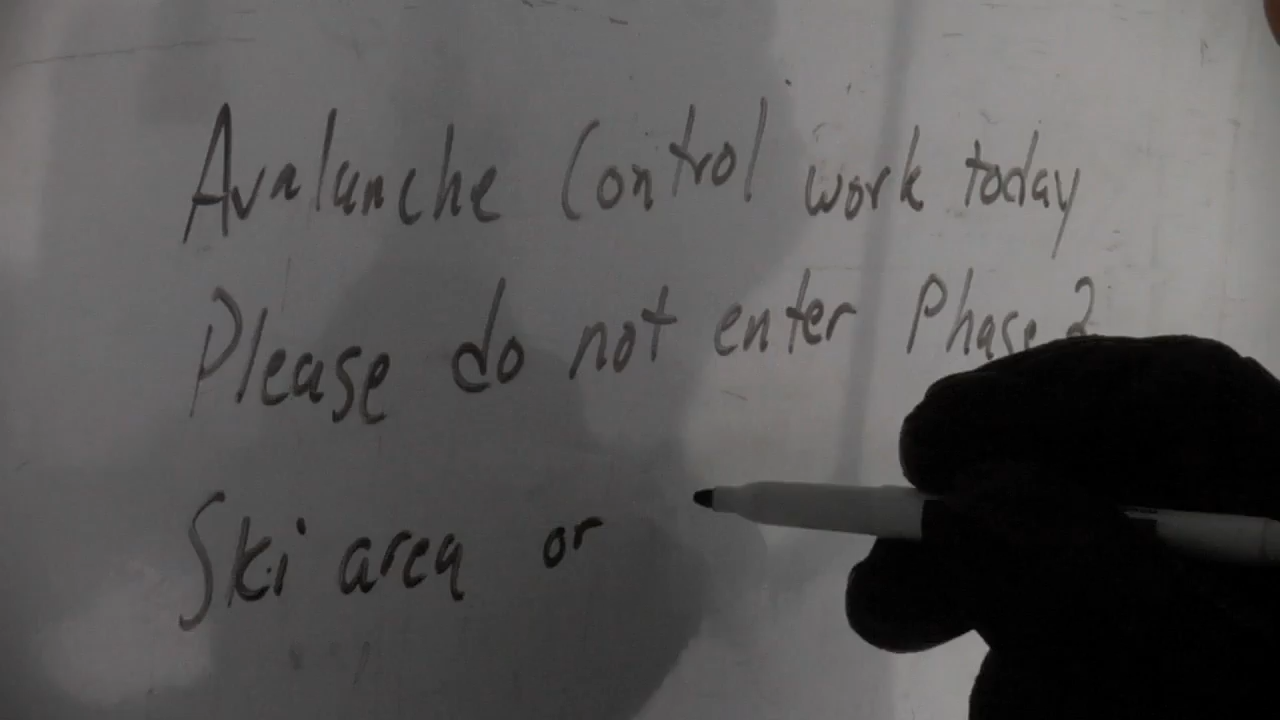 Avalanche Control work today
Please do not enter Phase 2
Ski area or